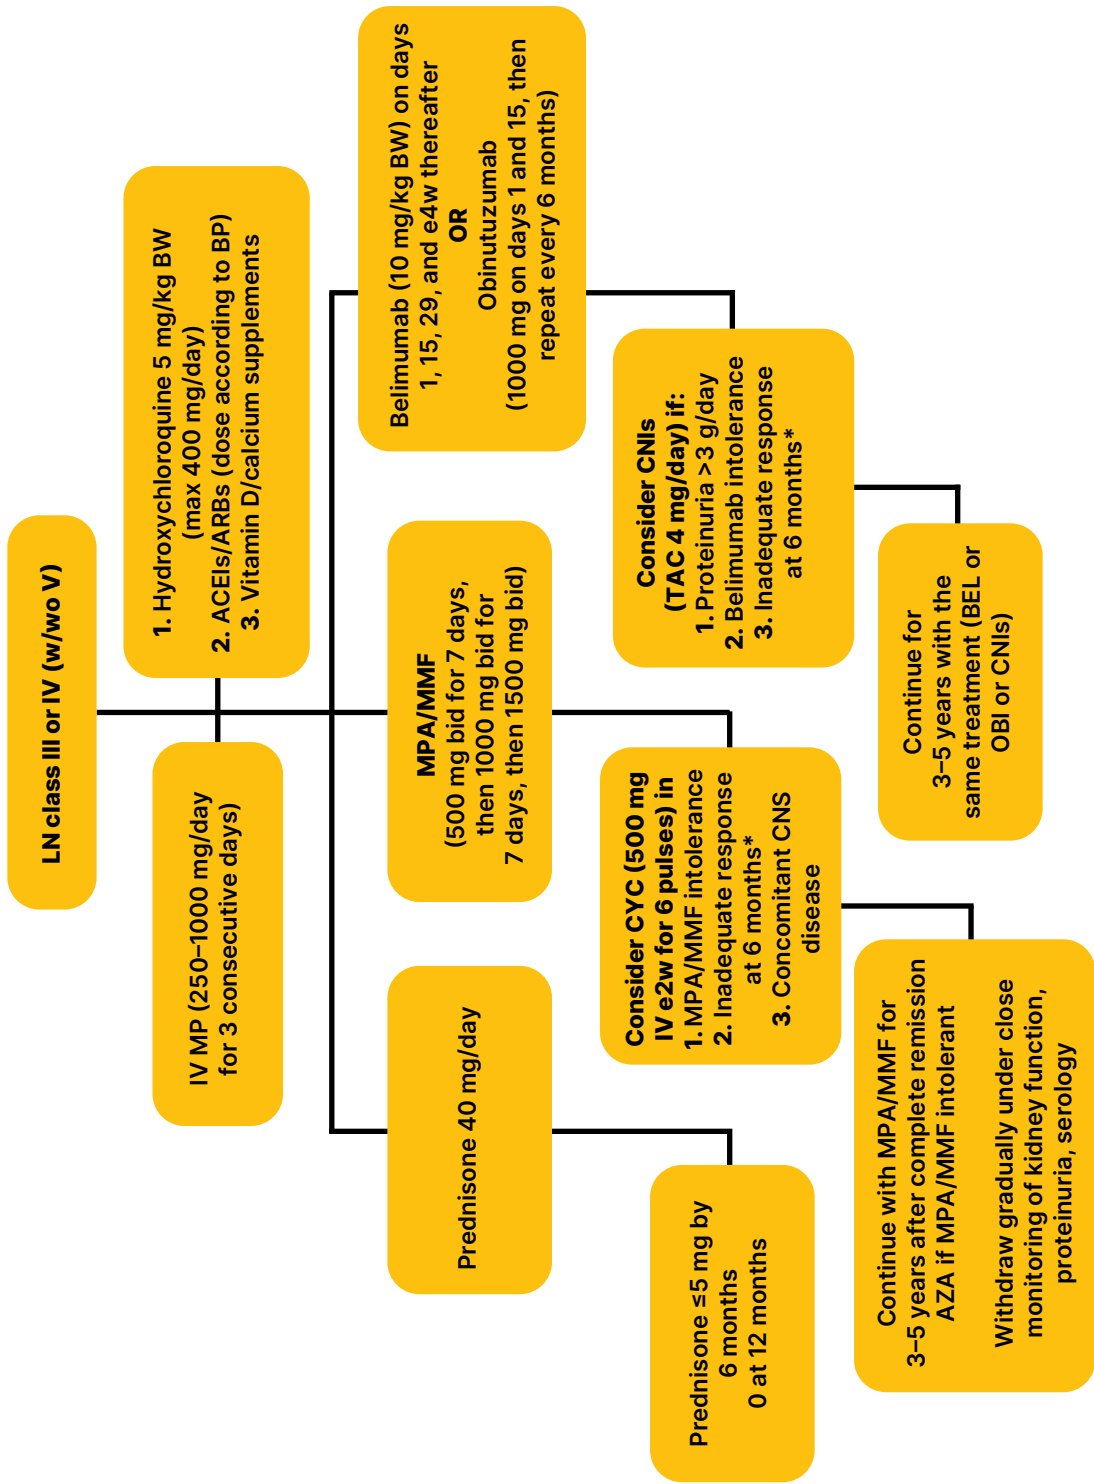 LN class III or IV (w/wo V)
IV MP (250–1000 mg/day
for 3 consecutive days)
1. Hydroxychloroquine 5 mg/kg BW
(max 400 mg/day)
2. ACEIs/ARBs (dose according to BP)
3. Vitamin D/calcium supplements
Prednisone 40 mg/day
MPA/MMF
(500 mg bid for 7 days,
then 1000 mg bid for
7 days, then 1500 mg bid)
Belimumab (10 mg/kg BW) on days
1, 15, 29, and e4w thereafter
OR
Obinutuzumab
(1000 mg on days 1 and 15, then
repeat every 6 months)
Prednisone ≤5 mg by
6 months
0 at 12 months
Consider CYC (500 mg
IV e2w for 6 pulses) in
1. MPA/MMF intolerance
2. Inadequate response
at 6 months*
3. Concomitant CNS
disease
Consider CNIs
(TAC 4 mg/day) if:
1. Proteinuria >3 g/day
2. Belimumab intolerance
3. Inadequate response
at 6 months*
Continue with MPA/MMF for
3–5 years after complete remission
AZA if MPA/MMF intolerant
Withdraw gradually under close
monitoring of kidney function,
proteinuria, serology
Continue for
3–5 years with the
same treatment (BEL or
OBI or CNIs)